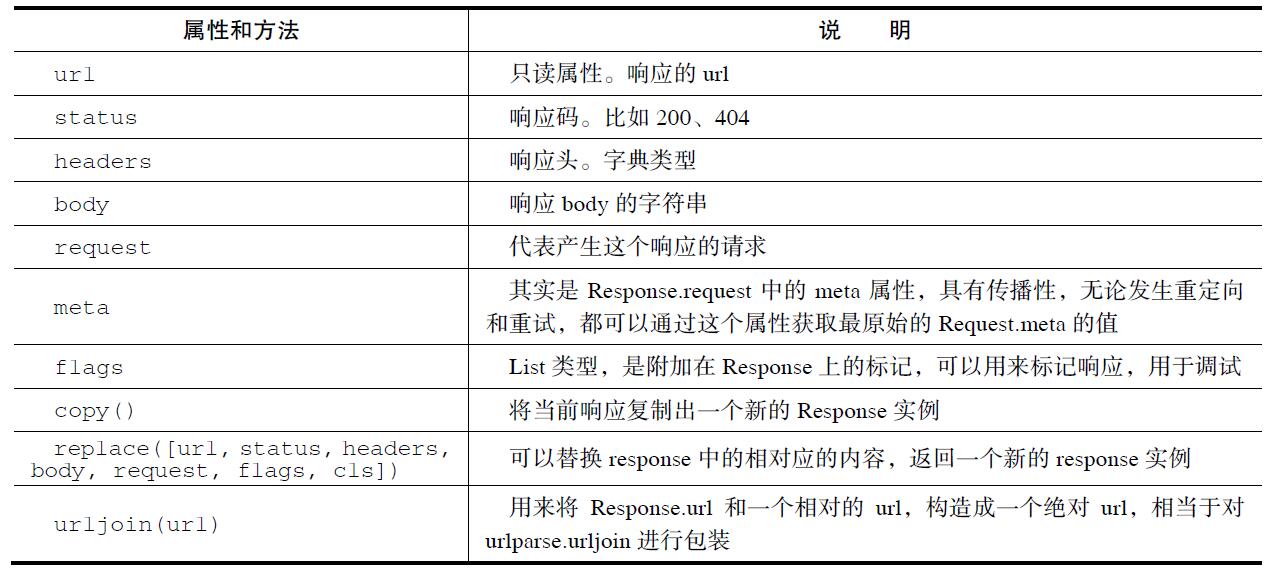 属性和方法
说 明
url
只读属性。响应的 url
status
响应码。比如 200、404
headers
响应头。字典类型
body
响应 body 的字符串
request
代表产生这个响应的请求
meta
其实是 Response.request 中的 meta 属性，具有传播性，无论发生重定向
和重试，都可以通过这个属性获取最原始的 Request.meta 的值
flags
List 类型，是附加在 Response 上的标记，可以用来标记响应，用于调试
copy()
将当前响应复制出一个新的 Response 实例
replace([url, status, headers,
body, request, flags, cls])
可以替换 response 中的相对应的内容，返回一个新的 response 实例
urljoin(url)
用来将 Response.url 和一个相对的 url，构造成一个绝对 url，相当于对
urlparse.urljoin 进行包装